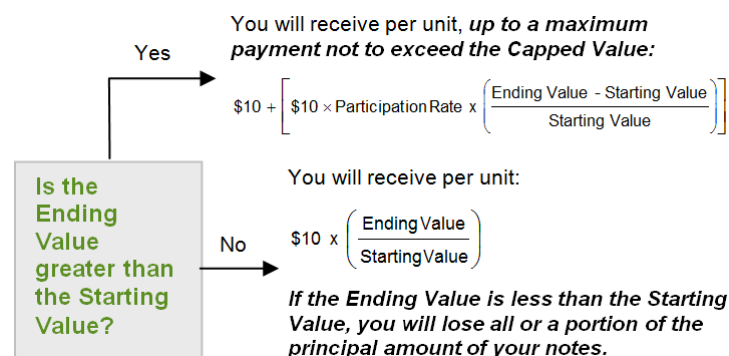 You will receive per unit, up to a maximum
payment not to exceed the Capped Value:
Yes
$10 + [ $10 × Participation Rate x ( Ending Value - Starting Value / Starting Value ) ]
Is the
Ending
Value
greater than
the Starting
Value?
No
You will receive per unit:
$10 x ( Ending Value / Starting Value )
If the Ending Value is less than the Starting
Value, you will lose all or a portion of the
principal amount of your notes.